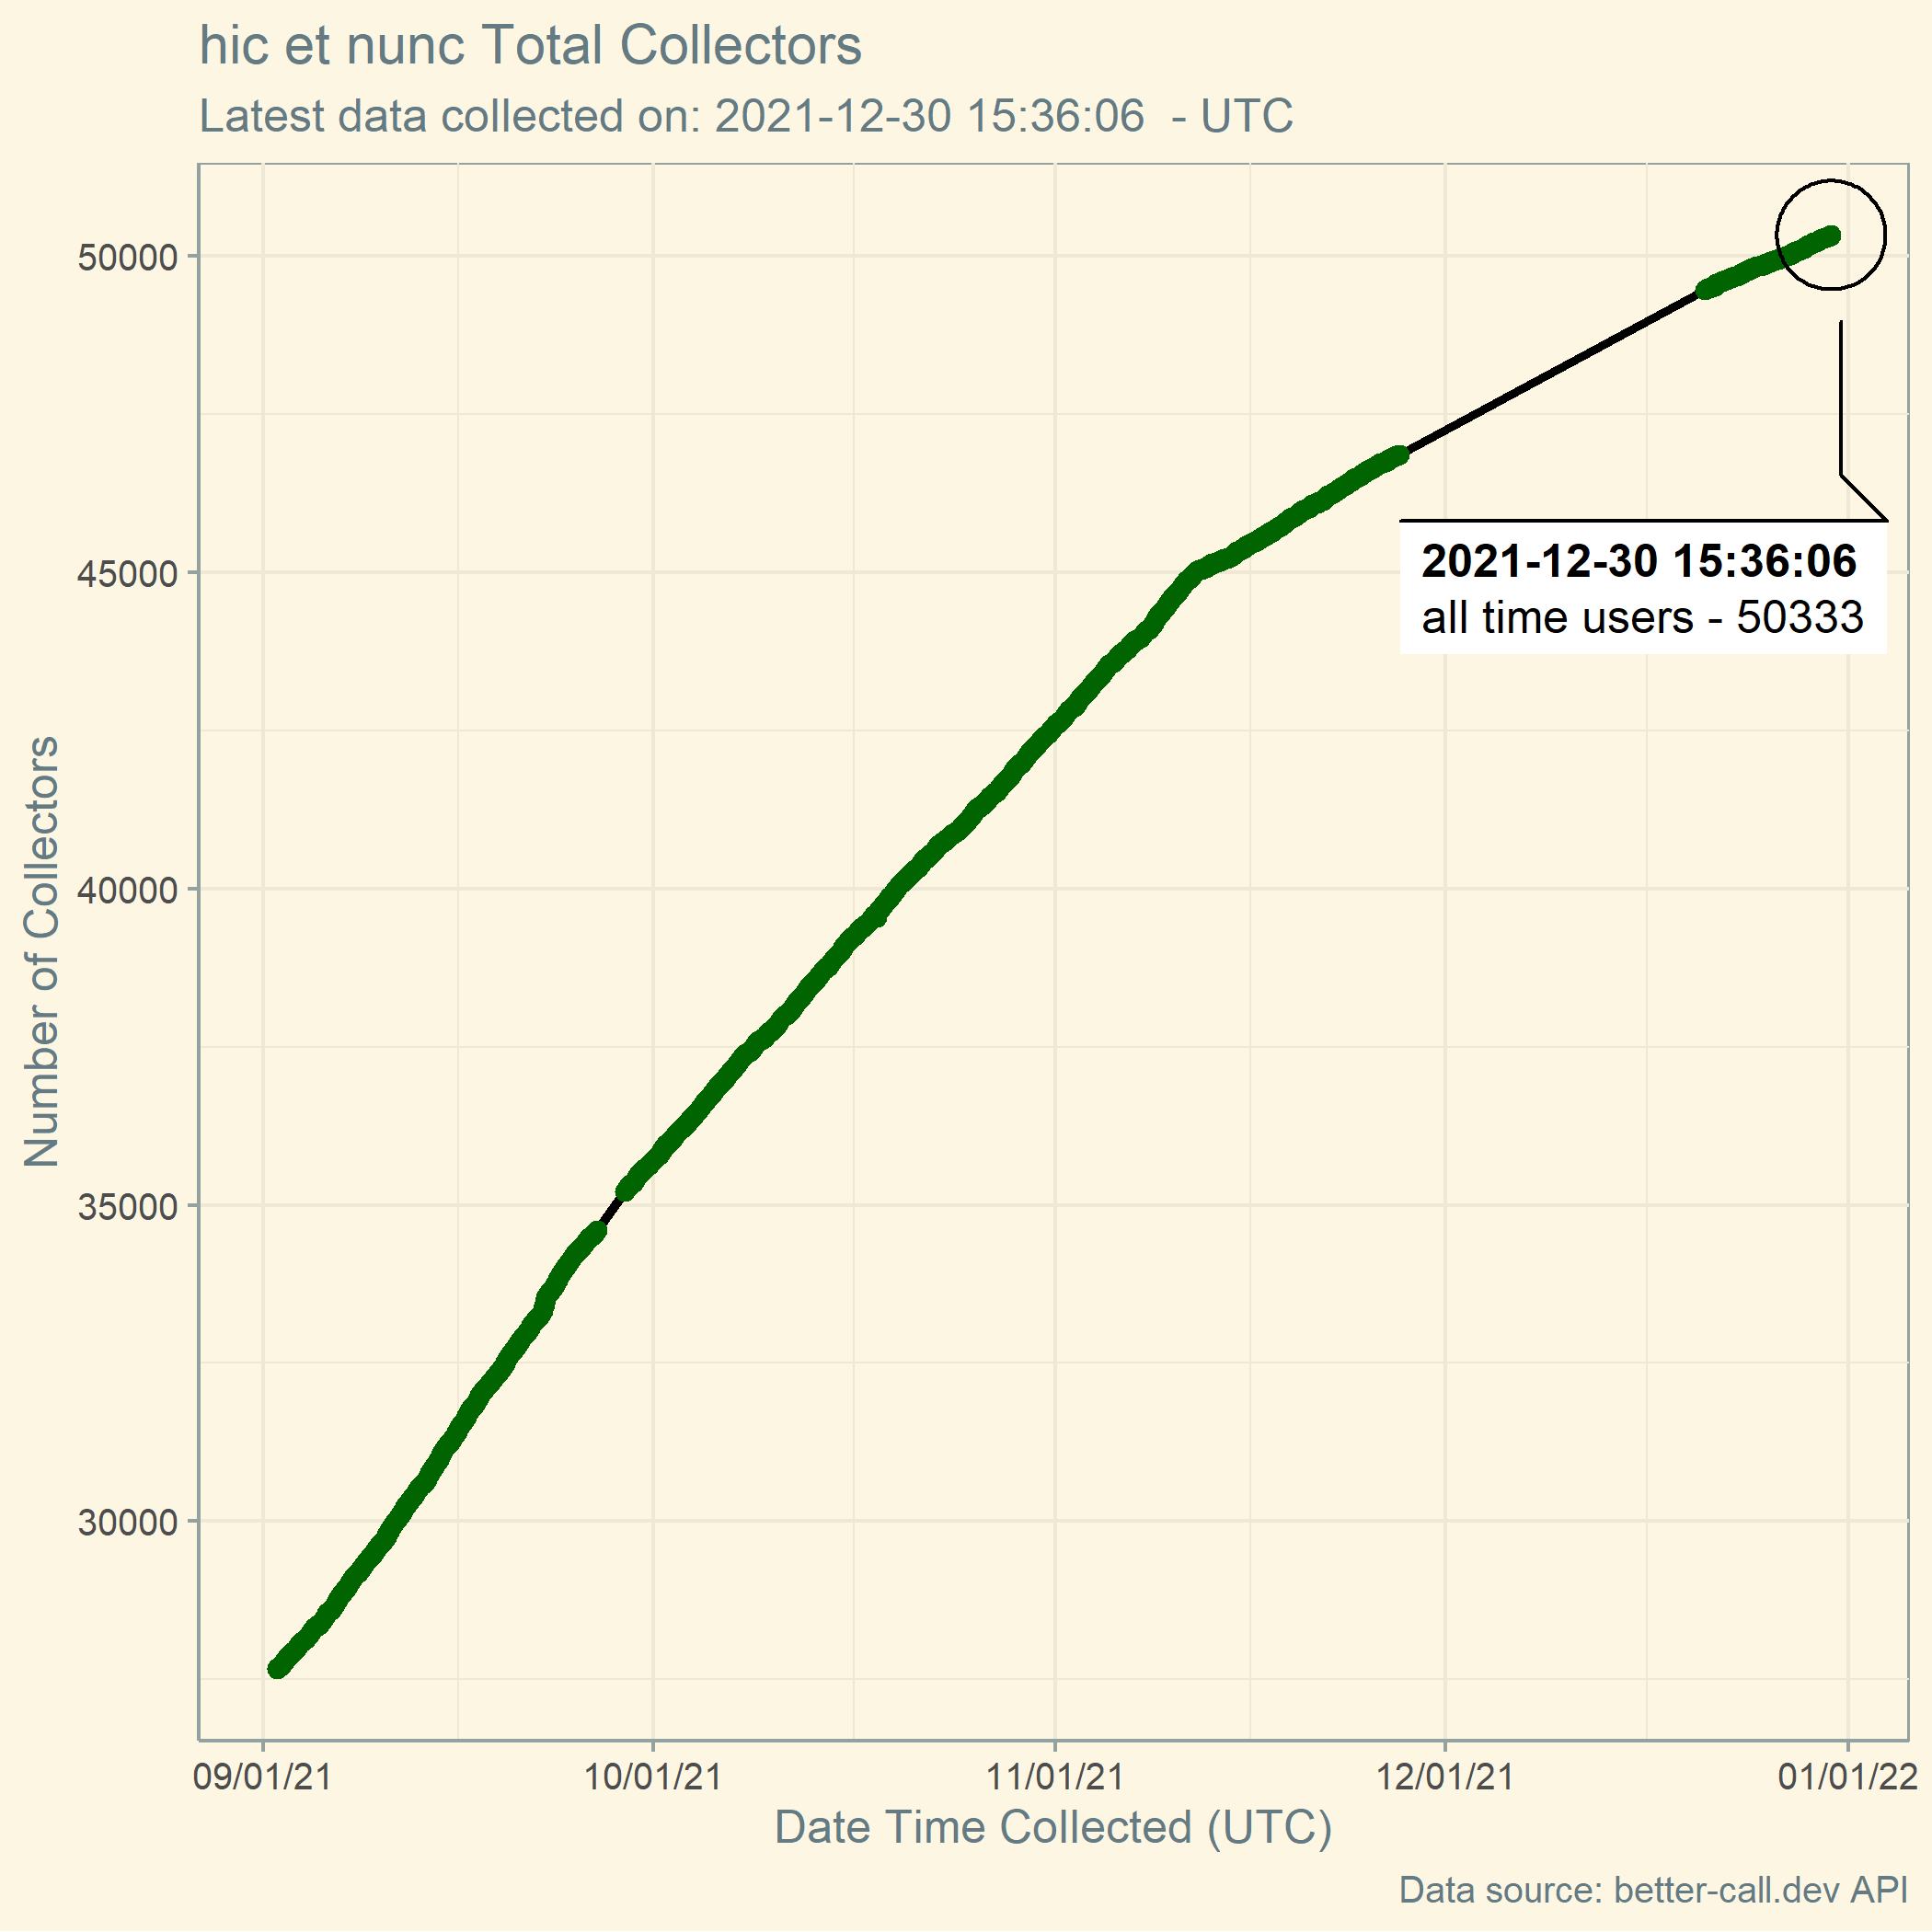 hic et nunc Total Collectors
Latest data collected on: 2021-12-30 15:36:06  - UTC
Number of Collectors
50000
45000
40000
35000
30000
2021-12-30 15:36:06
all time users - 50333
09/01/21 10/01/21 11/01/21 12/01/21 01/01/22
Date Time Collected (UTC)
Data source: better-call.dev API